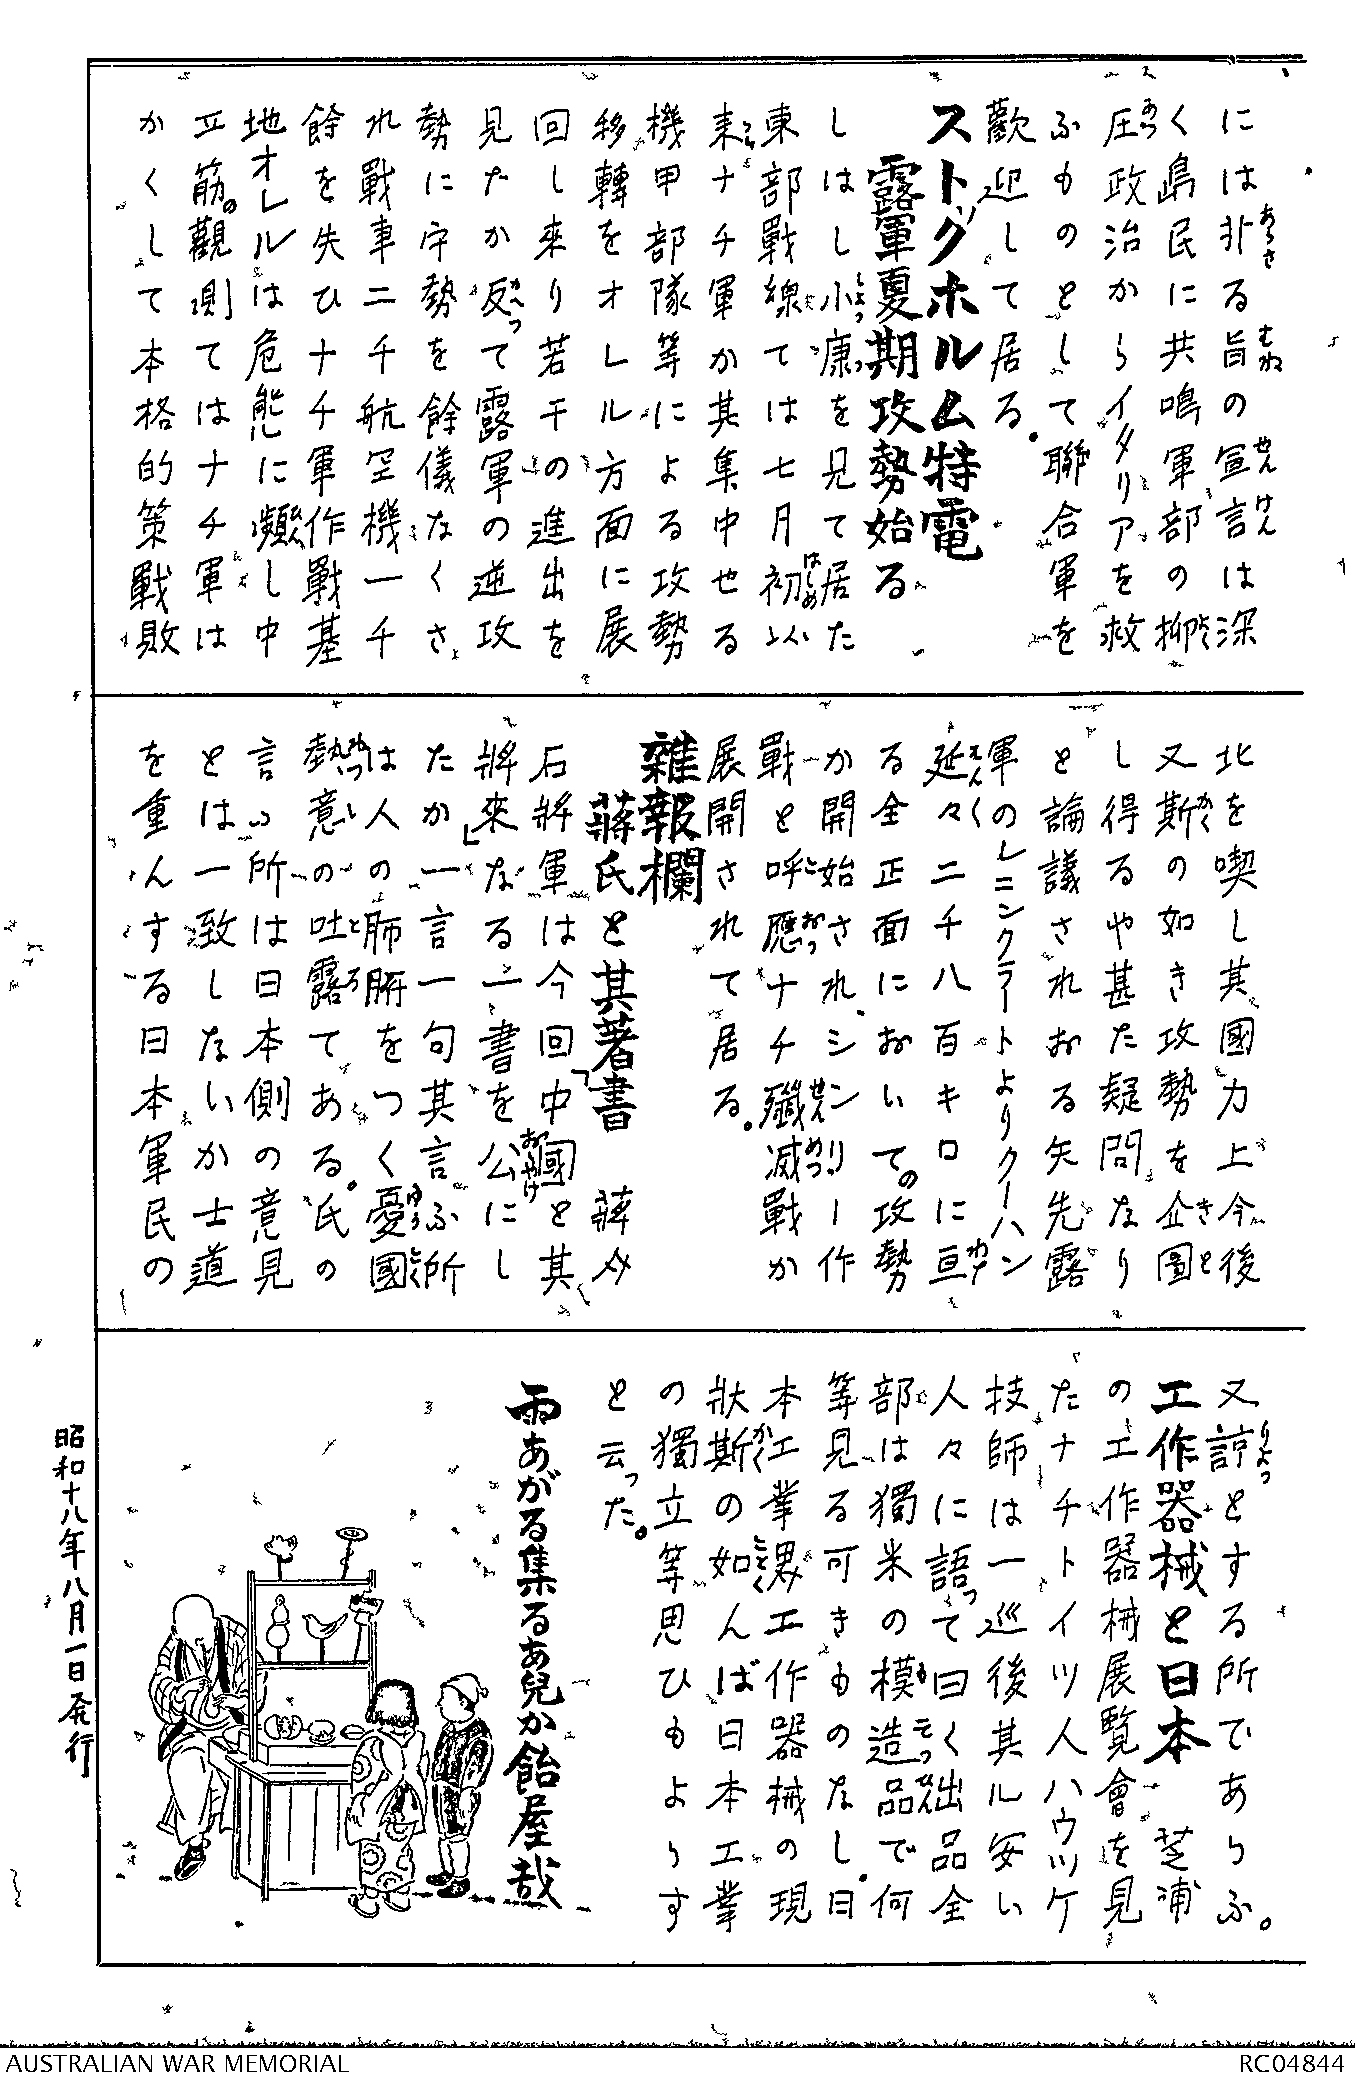 には非る旨の宣言は深
く島民に共鳴軍部の抑
圧政治からイタリアを救
ふものとして聯合軍を
歡迎して居る。
ストックホルム特電
露軍夏期攻勢始る
しはし小康を見て居た
東部戰線ては七月初以
来ナチ軍か其集中せる
機甲部隊等による攻勢
移轉をオレル方面に展
回し來り若干の進出を
見たか反って露軍の逆攻
勢に守勢を餘儀なくさ
れ戰車二千航空機一千
餘を失ひナチ軍作戰基
地オレルは危態に瀕し中
立筋の觀測てはナチ軍は
かくして本格的策戰敗
北を喫し其國力上今後
又斯の如き攻勢を企圖
し得るや甚た疑問なり
と論議されおる矢先露
軍のレニングラートよりクーバン
延々二千八百キロに亘
る全正面において。の攻勢
か開始されシンリー作
戰と呼應ナチ殲滅戰か
展開されて居る。
雜報欄
蔣氏と其著書 蔣介
石將軍は今回「中國と其
將來」なる一書を公にし
たか一言一句其言ふ所
は人の肺腑をつく憂國
熱意の吐露てある。氏の
言ふ所は日本側の意見
とは一致しないか士道
を重んする日本軍民の
又諒とする所であらふ。
工作器械と日本 芝浦
の工作器械展覧會を見
たナチトイツ人ハウツケ
技師は一巡後其ル安い
人々に語って曰く出品全
部は獨米の模造品で何
等見る可きものなし。日
本工業界工作器械の現
狀斯の如んば日本工業
の獨立等思ひもよらす
と云った。
雨あがる集るあ兒か飴屋哉
昭和十八年八月一日発行
AUSTRALIAN WAR MEMORIAL
RC04844